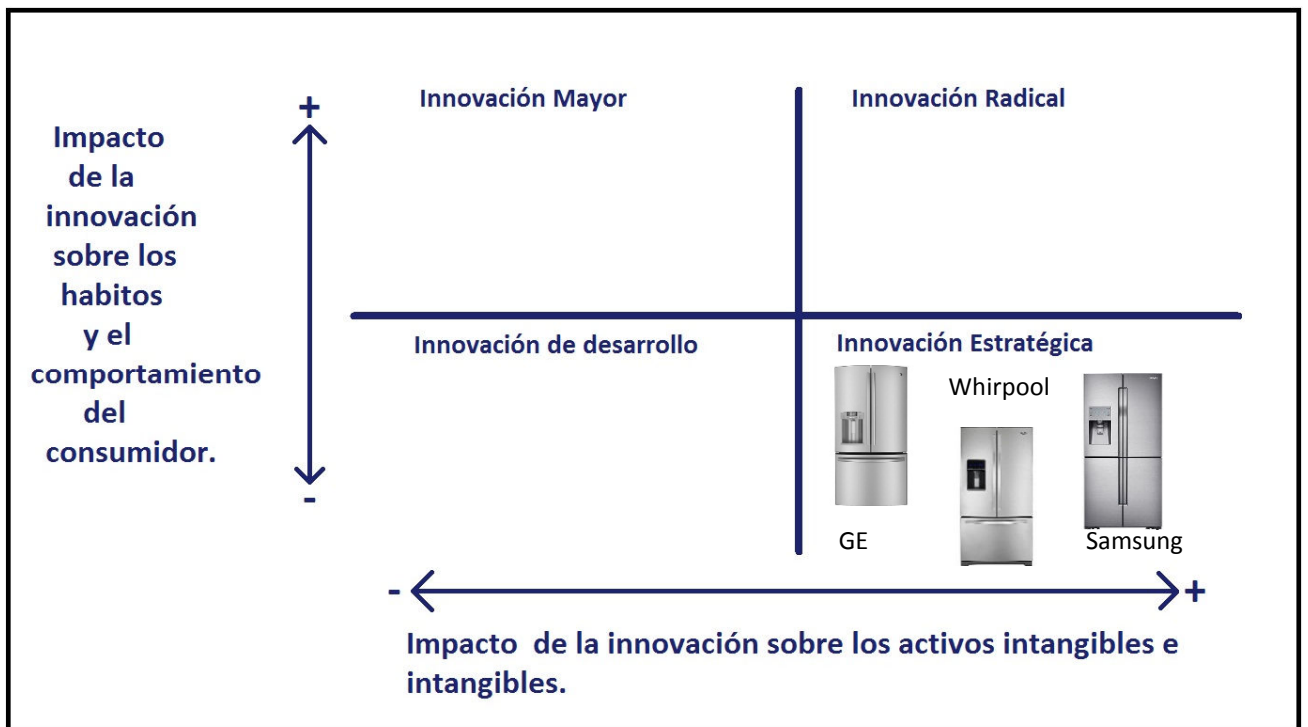 Impacto
de la
innovación
sobre los
habitos
y el
comportamiento
del
consumidor.
+
-
Innovación Mayor
Innovación Radical
Innovación de desarrollo
Innovación Estratégica
Whirpool
GE
Samsung
-
+
Impacto de la innovación sobre los activos intangibles e
intangibles.